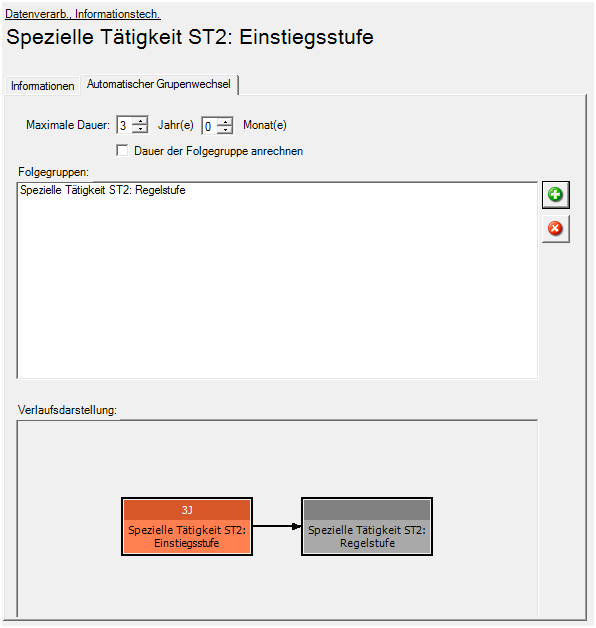 Datenverarb., Informationstech.
Spezielle Tätigkeit ST2: Einstiegsstufe
Informationen Automatischer Grupenwechsel
Maximale Dauer: 3 Jahr(e) 0 Monat(e)
Dauer der Folgegruppe anrechnen
Folgegruppen:
Spezielle Tätigkeit ST2: Regelstufe
Verlaufsdarstellung:
3J
Spezielle Tätigkeit ST2:
Einstiegsstufe
Spezielle Tätigkeit ST2:
Regelstufe